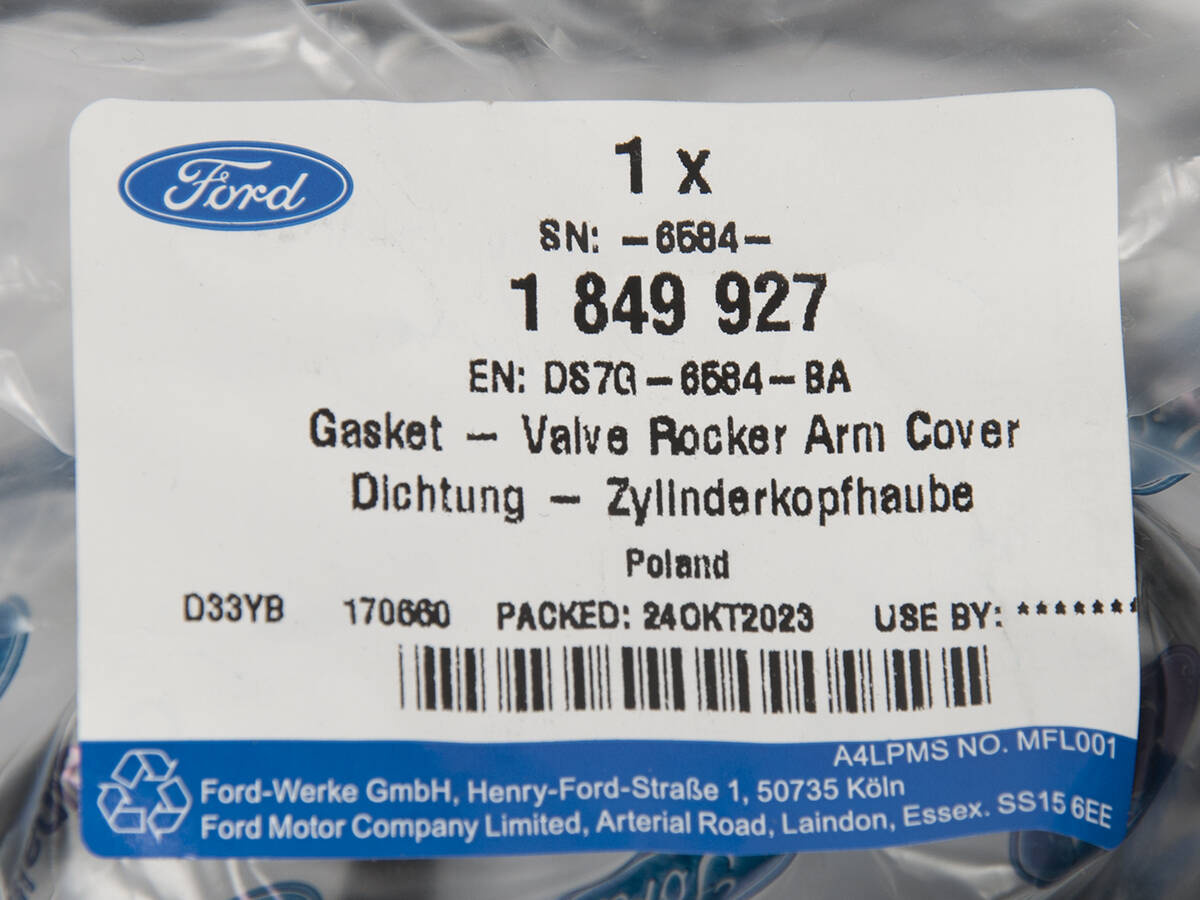 Ford
1 x
SN: -6584-
1 849 927
EN: DS7G-6584-BA
Gasket - Valve Rocker Arm Cover
Dichtung - Zylinderkopfhaube
Poland
D33YB 170660 PACKED: 24OKT2023 USE BY: *******
A4LPMS NO. MFL001
Ford-Werke GmbH, Henry-Ford-Straße 1, 50735 Köln
Ford Motor Company Limited, Arterial Road, Laindon, Essex. SS15 6EE